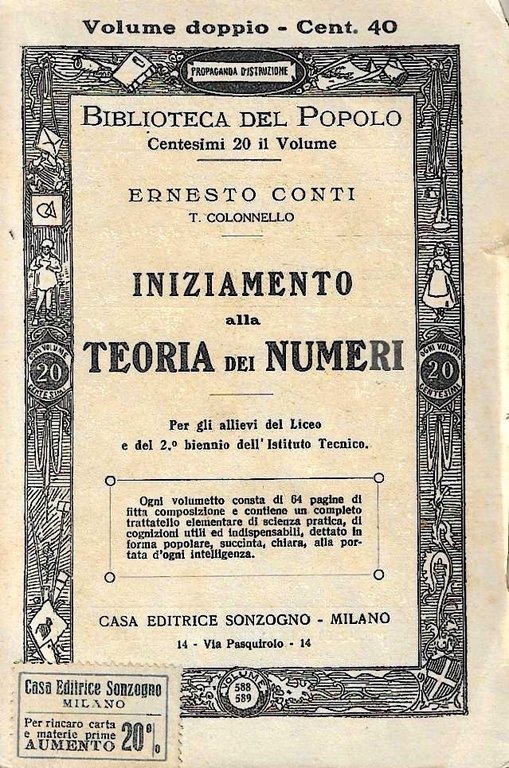 Volume doppio - Cent. 40
PROPAGANDA D'ISTRUZIONE
BIBLIOTECA DEL POPOLO
Centesimi 20 il Volume
ERNESTO CONTI
T. COLONNELLO
INIZIAMENTO
alla
TEORIA DEI NUMERI
OGNI VOLUME
20
CENTESIMI
OGNI VOLUME
20
CENTESIMI
Per gli allievi del Liceo
e del 2.º biennio dell'Istituto Tecnico.
Ogni volumetto consta di 64 pagine di
fitta composizione e contiene un completo
trattatello elementare di scienza pratica, di
cognizioni utili ed indispensabili, dettato in
forma popolare, succinta, chiara, alla por-
tata d'ogni intelligenza.
CASA EDITRICE SONZOGNO - MILANO
14 - Via Pasquirolo - 14
VOLUME
588
589
Casa Editrice Sonzogno
MILANO
Per rincaro carta
e materie prime
AUMENTO 20%